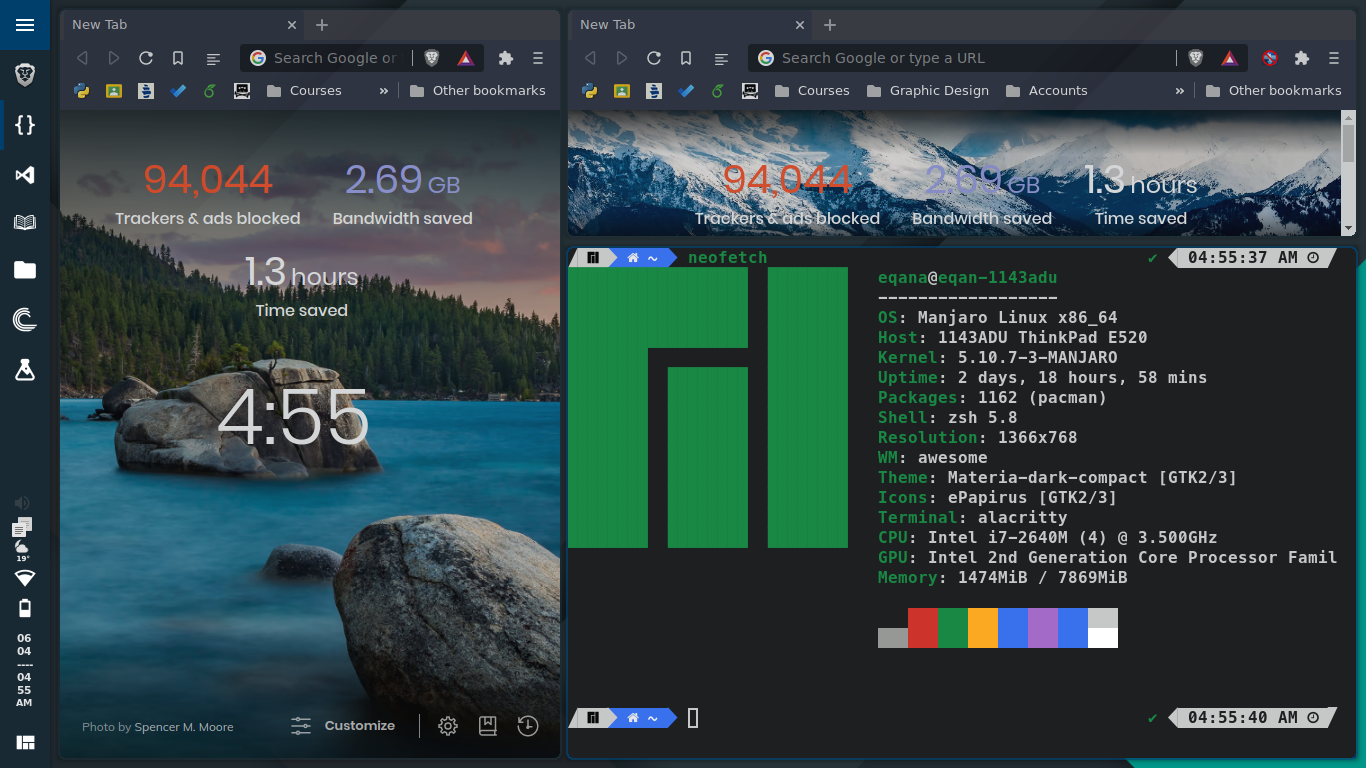 New Tab
Search Google or
Courses
»
Other bookmarks
94,044
2.69 GB
Trackers & ads blocked
Bandwidth saved
1.3 hours
Time saved
4:55
Photo by Spencer M. Moore
Customize
New Tab
Search Google or type a URL
Courses
Graphic Design
Accounts
»
Other bookmarks
94,044
2.69 GB
1.3 hours
Trackers & ads blocked
Bandwidth saved
Time saved
~ neofetch
✔ 04:55:37 AM
eqana@eqan-1143adu
------------------
OS: Manjaro Linux x86_64
Host: 1143ADU ThinkPad E520
Kernel: 5.10.7-3-MANJARO
Uptime: 2 days, 18 hours, 58 mins
Packages: 1162 (pacman)
Shell: zsh 5.8
Resolution: 1366x768
WM: awesome
Theme: Materia-dark-compact [GTK2/3]
Icons: ePapirus [GTK2/3]
Terminal: alacritty
CPU: Intel i7-2640M (4) @ 3.500GHz
GPU: Intel 2nd Generation Core Processor Famil
Memory: 1474MiB / 7869MiB
~
✔ 04:55:40 AM
19°
06
04
----
04
55
AM